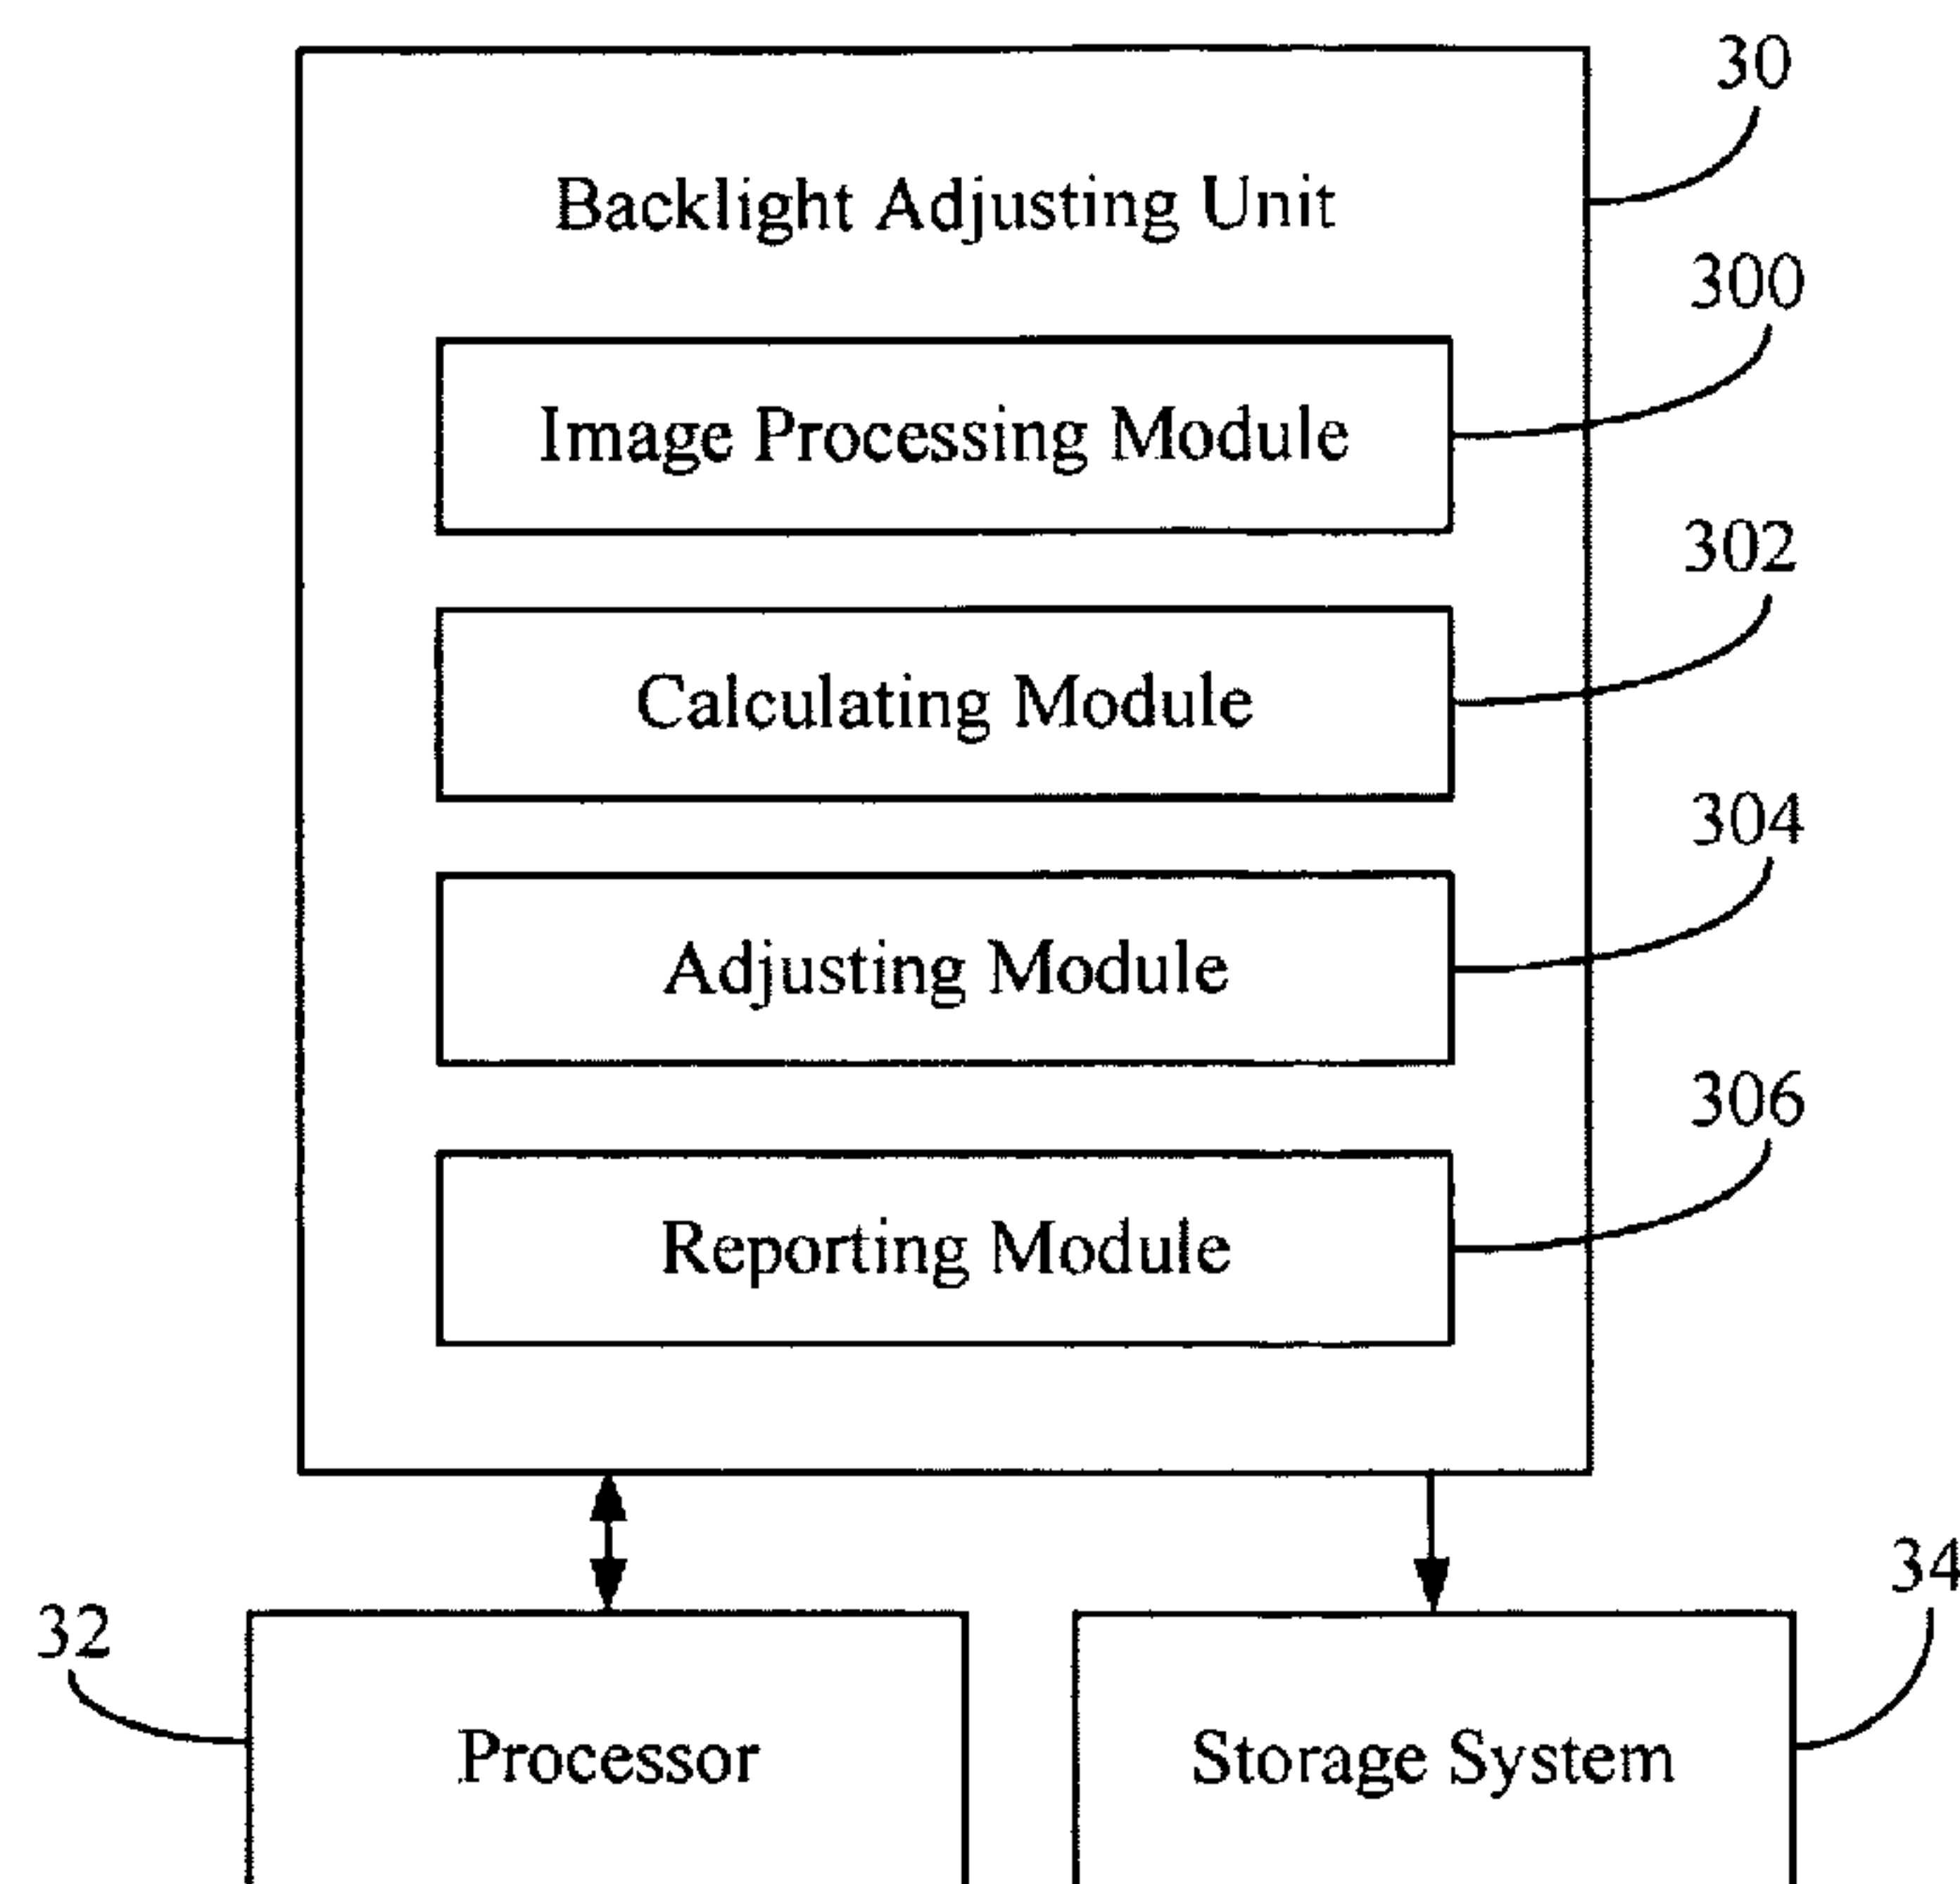 30
Backlight Adjusting Unit
300
Image Processing Module
302
Calculating Module
304
Adjusting Module
306
Reporting Module
34
32
Processor
Storage System